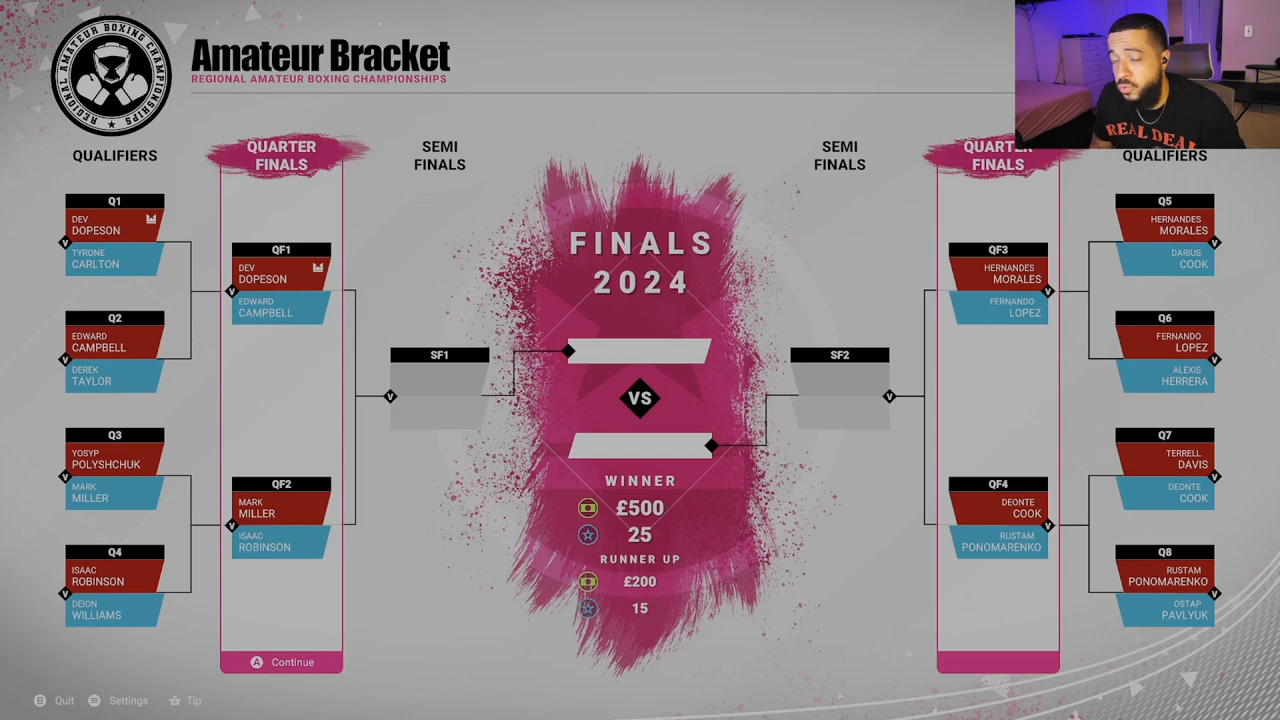 REGIONAL AMATEUR BOXING CHAMPIONSHIPS
Amateur Bracket
REGIONAL AMATEUR BOXING CHAMPIONSHIPS
REAL DEAL
QUALIFIERS
QUARTER
FINALS
SEMI
FINALS
SEMI
FINALS
QUARTER
FINALS
QUALIFIERS
Q1
DEV
DOPESON
V
TYRONE
CARLTON
Q2
EDWARD
CAMPBELL
V
DEREK
TAYLOR
Q3
YOSYP
POLYSHCHUK
V
MARK
MILLER
Q4
ISAAC
ROBINSON
V
DEION
WILLIAMS
QF1
DEV
DOPESON
V
EDWARD
CAMPBELL
QF2
MARK
MILLER
V
ISAAC
ROBINSON
A Continue
SF1
V
FINALS
2024
VS
WINNER
£500
25
RUNNER UP
£200
15
SF2
V
QF3
HERNANDES
MORALES
V
FERNANDO
LOPEZ
QF4
DEONTE
COOK
V
RUSTAM
PONOMARENKO
Q5
HERNANDES
MORALES
V
DARIUS
COOK
Q6
FERNANDO
LOPEZ
V
ALEXIS
HERRERA
Q7
TERRELL
DAVIS
V
DEONTE
COOK
Q8
RUSTAM
PONOMARENKO
V
OSTAP
PAVLYUK
B Quit Settings Tip